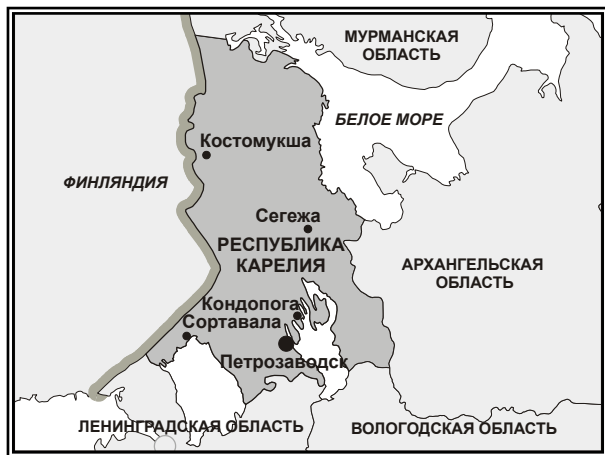 МУРМАНСКАЯ
ОБЛАСТЬ
БЕЛОЕ МОРЕ
Костомукша
ФИНЛЯНДИЯ
Сегежа
РЕСПУБЛИКА
КАРЕЛИЯ
АРХАНГЕЛЬСКАЯ
ОБЛАСТЬ
Кондопога
Сортавала
Петрозаводск
ЛЕНИНГРАДСКАЯ ОБЛАСТЬ
ВОЛОГОДСКАЯ ОБЛАСТЬ